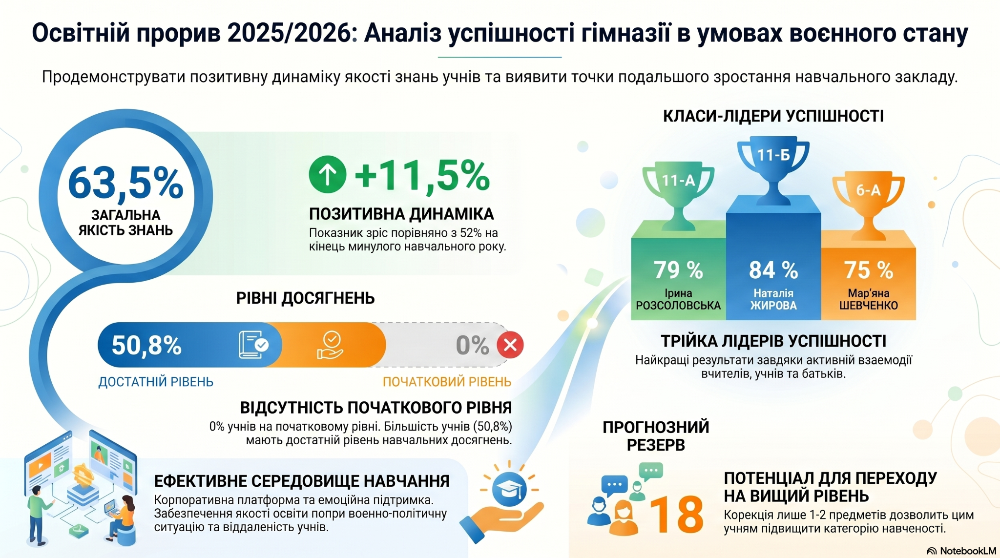 Освітній прорив 2025/2026: Аналіз успішності гімназії в умовах воєнного стану
Продемонструвати позитивну динаміку якості знань учнів та виявити точки подальшого зростання навчального закладу.
63,5%
ЗАГАЛЬНА
ЯКІСТЬ ЗНАНЬ
+11,5%
ПОЗИТИВНА ДИНАМІКА
Показник зріс порівняно з 52% на
кінець минулого навчального року.
РІВНІ ДОСЯГНЕНЬ
50,8%
0%
ДОСТАТНІЙ РІВЕНЬ
ПОЧАТКОВИЙ РІВЕНЬ
ВІДСУТНІСТЬ ПОЧАТКОВОГО РІВНЯ
0% учнів на початковому рівні. Більшість учнів (50,8%)
мають достатній рівень навчальних досягнень.
ЕФЕКТИВНЕ СЕРЕДОВИЩЕ НАВЧАННЯ
Корпоративна платформа та емоційна підтримка.
Забезпечення якості освіти попри военно-політичну
ситуацію та віддаленість учнів.
КЛАСИ-ЛІДЕРИ УСПІШНОСТІ
11-А
11-Б
6-А
79 %
Ірина
РОЗСОЛОВСЬКА
84 %
Наталія
ЖИРОВА
75 %
Мар’яна
ШЕВЧЕНКО
ТРІЙКА ЛІДЕРІВ УСПІШНОСТІ
Найкращі результати завдяки активній взаемодії
вчителів, учнів та батьків.
ПРОГНОЗНИЙ
РЕЗЕРВ
18
ПОТЕНЦІАЛ ДЛЯ ПЕРЕХОДУ
НА ВИЩИЙ РІВЕНЬ
Корекція лише 1-2 предметів дозволить цим
учням підвищити категорію навчености.
NotebookLM